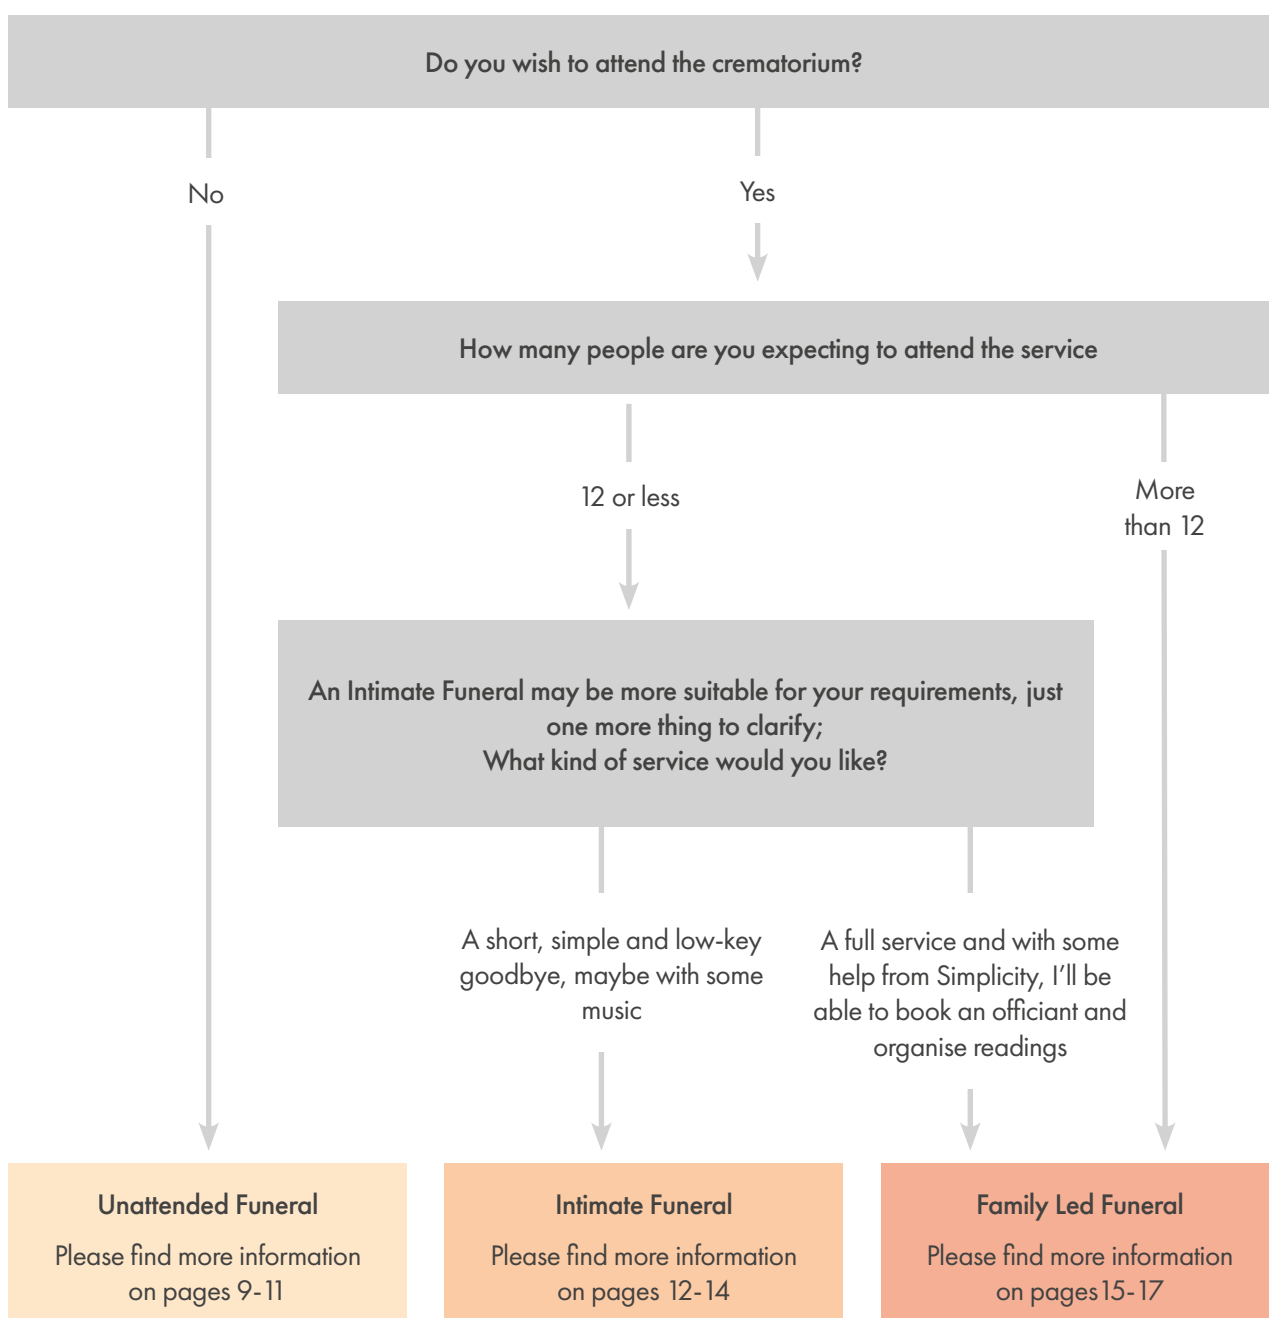 Do you wish to attend the crematorium?
No
Yes
How many people are you expecting to attend the service
12 or less
More
than 12
An Intimate Funeral may be more suitable for your requirements, just
one more thing to clarify;
What kind of service would you like?
A short, simple and low-key
goodbye, maybe with some
music
A full service and with some
help from Simplicity, I'll be
able to book an officiant and
organise readings
Unattended Funeral
Please find more information
on pages 9-11
Intimate Funeral
Please find more information
on pages 12-14
Family Led Funeral
Please find more information
on pages15-17